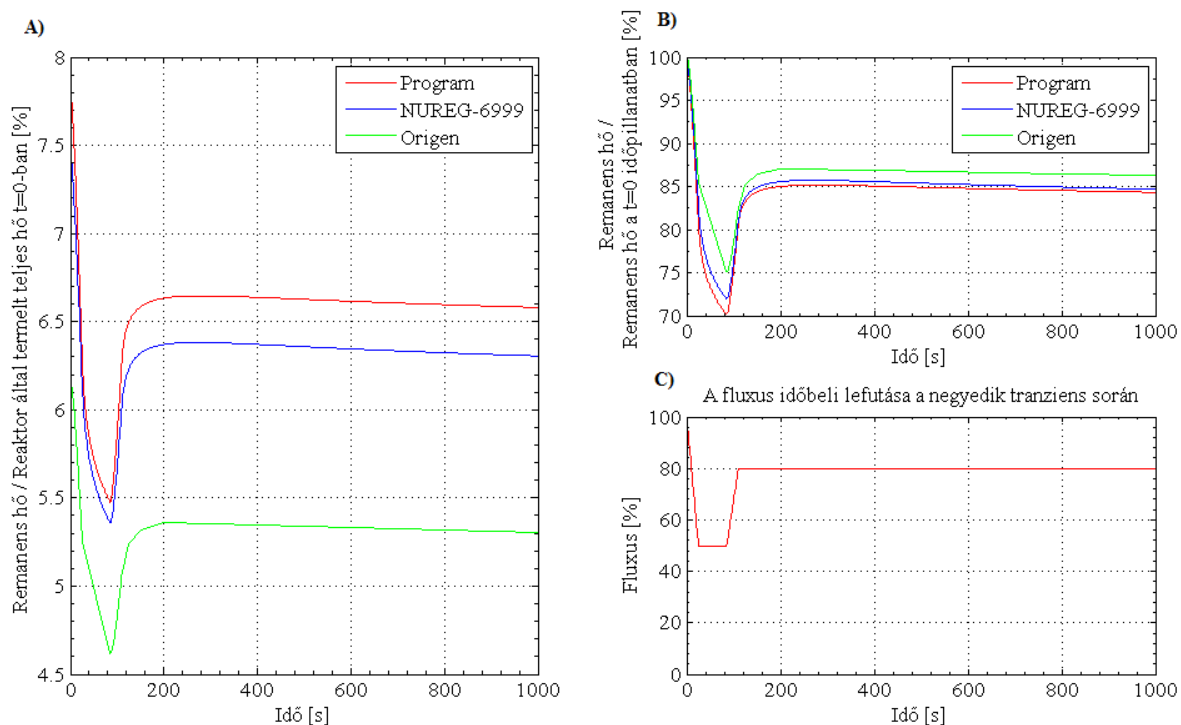 A)
Remanens hő / Reaktor által termelt teljes hő t=0-ban [%]
8
7.5
7
6.5
6
5.5
5
4.5
0
200
400
600
800
1000
Idő [s]
Program
NUREG-6999
Origen
B)
Remanens hő /
Remanens hő a t=0 időpillanatban [%]
100
95
90
85
80
75
70
0
200
400
600
800
1000
Idő [s]
Program
NUREG-6999
Origen
C)
A fluxus időbeli lefutása a negyedik tranziens során
Fluxus [%]
100
80
60
40
20
0
0
200
400
600
800
1000
Idő [s]